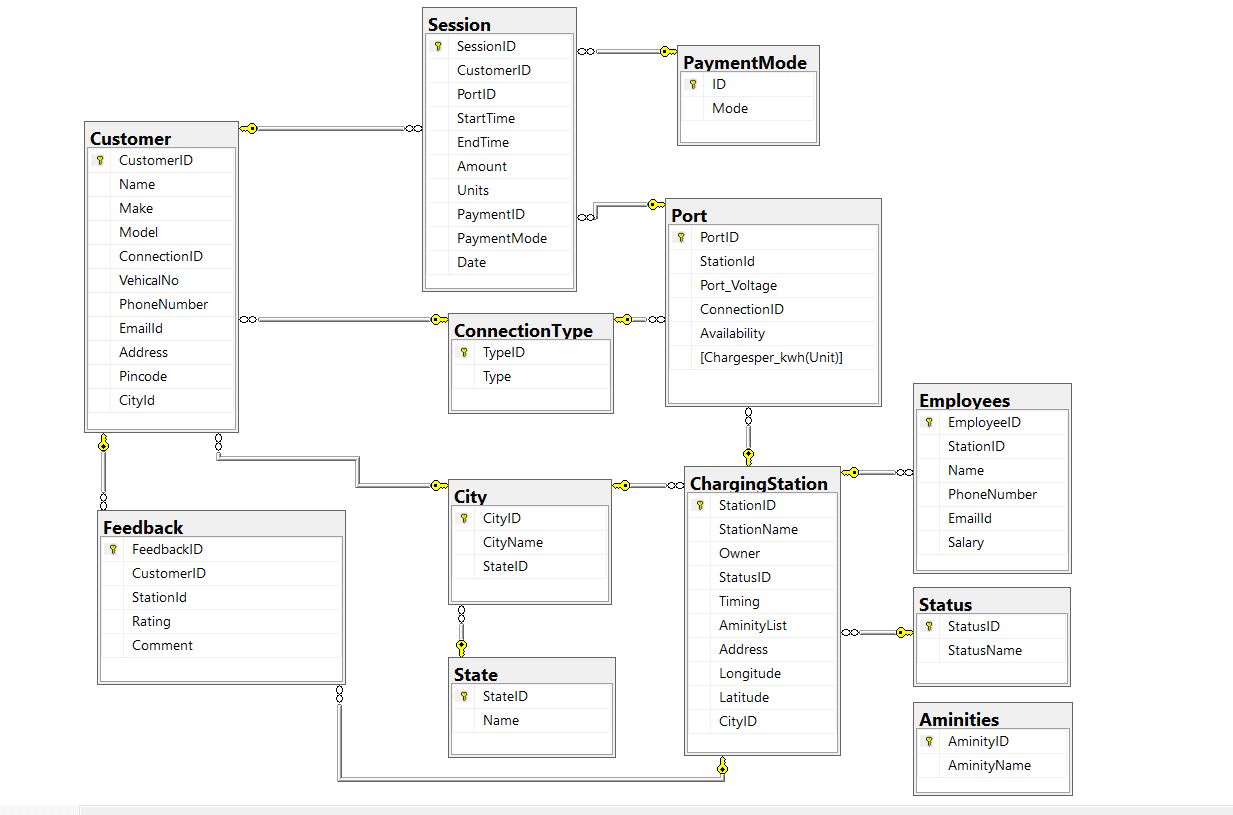 Session
SessionID
CustomerID
PortID
StartTime
EndTime
Amount
Units
PaymentID
PaymentMode
Date
PaymentMode
ID
Mode
Customer
CustomerID
Name
Make
Model
ConnectionID
VehicalNo
PhoneNumber
EmailId
Address
Pincode
CityId
Port
PortID
StationId
Port_Voltage
ConnectionID
Availability
[Chargesper_kwh(Unit)]
ConnectionType
TypeID
Type
Employees
EmployeeID
StationID
Name
PhoneNumber
EmailId
Salary
ChargingStation
StationID
StationName
Owner
StatusID
Timing
AminityList
Address
Longitude
Latitude
CityID
City
CityID
CityName
StateID
Feedback
FeedbackID
CustomerID
StationId
Rating
Comment
Status
StatusID
StatusName
State
StateID
Name
Aminities
AminityID
AminityName